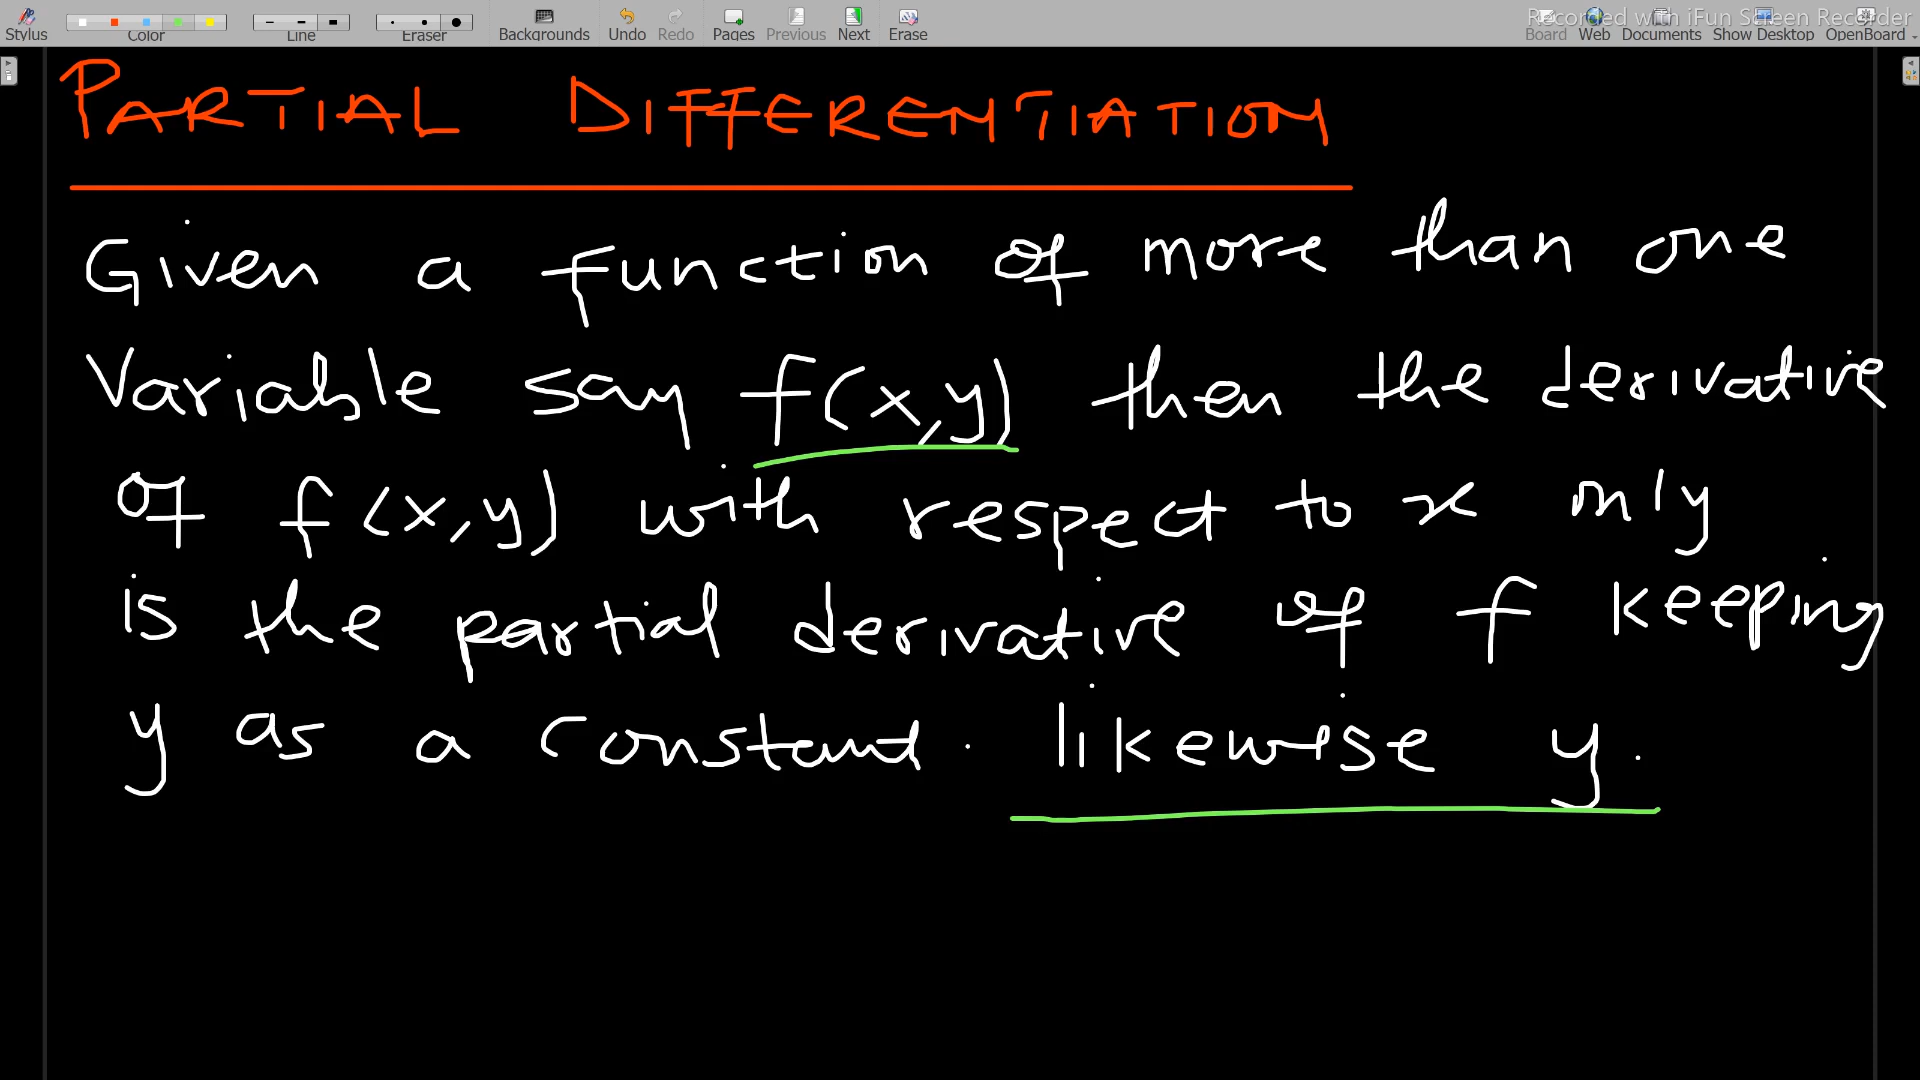 Recorded with iFun Screen Recorder
Stylus Color Line Eraser Backgrounds Undo Redo Pages Previous Next Erase Board Web Documents Show Desktop OpenBoard
PARTIAL DIFFERENTIATION
Given a function of more than one
Variable say f(x,y) then the derivative
of f(x,y) with respect to x only
is the partial derivative of f keeping
y as a constant. likewise y.